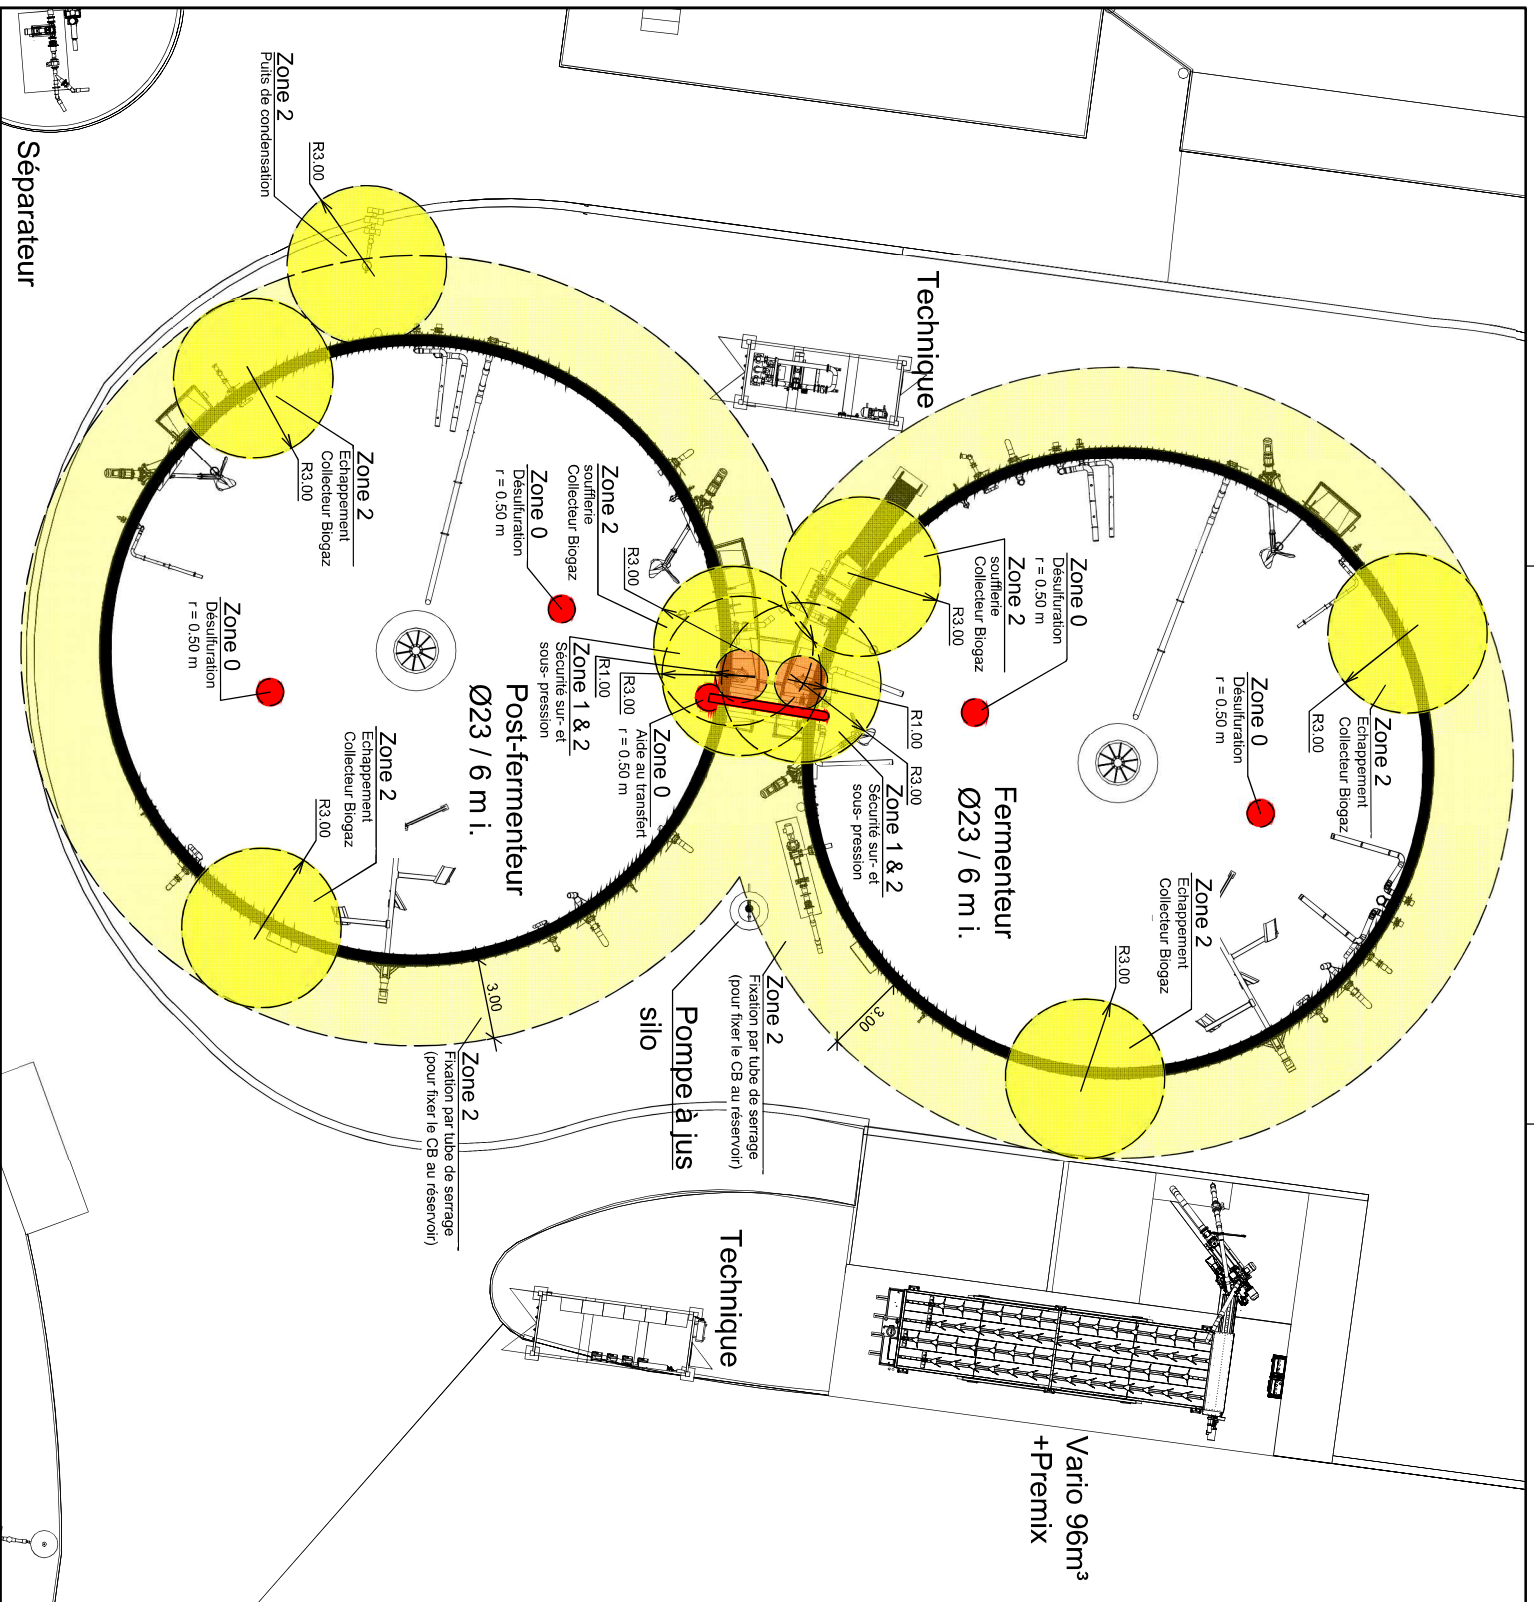 Séparateur
Zone 2
Puits de condensation
R3.00
Technique
Zone 2
Echappement
Collecteur Biogaz
R3.00
Zone 2
soufflerie
Collecteur Biogaz
R3.00
Zone 0
Désulfuration
r = 0.50 m
Zone 0
Désulfuration
r = 0.50 m
Zone 1 & 2
Sécurité sur- et
sous- pression
R1.00
R3.00
Zone 0
Aide au transfert
r = 0.50 m
Post-fermenteur
Ø23 / 6 m i.
Zone 2
Echappement
Collecteur Biogaz
R3.00
Zone 0
Désulfuration
r = 0.50 m
Zone 2
soufflerie
Collecteur Biogaz
R3.00
Zone 0
Désulfuration
r = 0.50 m
Zone 2
Echappement
Collecteur Biogaz
R3.00
R1.00
R3.00
Zone 1 & 2
Sécurité sur- et
sous- pression
Fermenteur
Ø23 / 6 m i.
Zone 2
Echappement
Collecteur Biogaz
R3.00
3.00
3.00
Zone 2
Fixation par tube de serrage
(pour fixer le CB au réservoir)
Zone 2
Fixation par tube de serrage
(pour fixer le CB au réservoir)
Pompe à jus
silo
Technique
Vario 96m³
+Premix